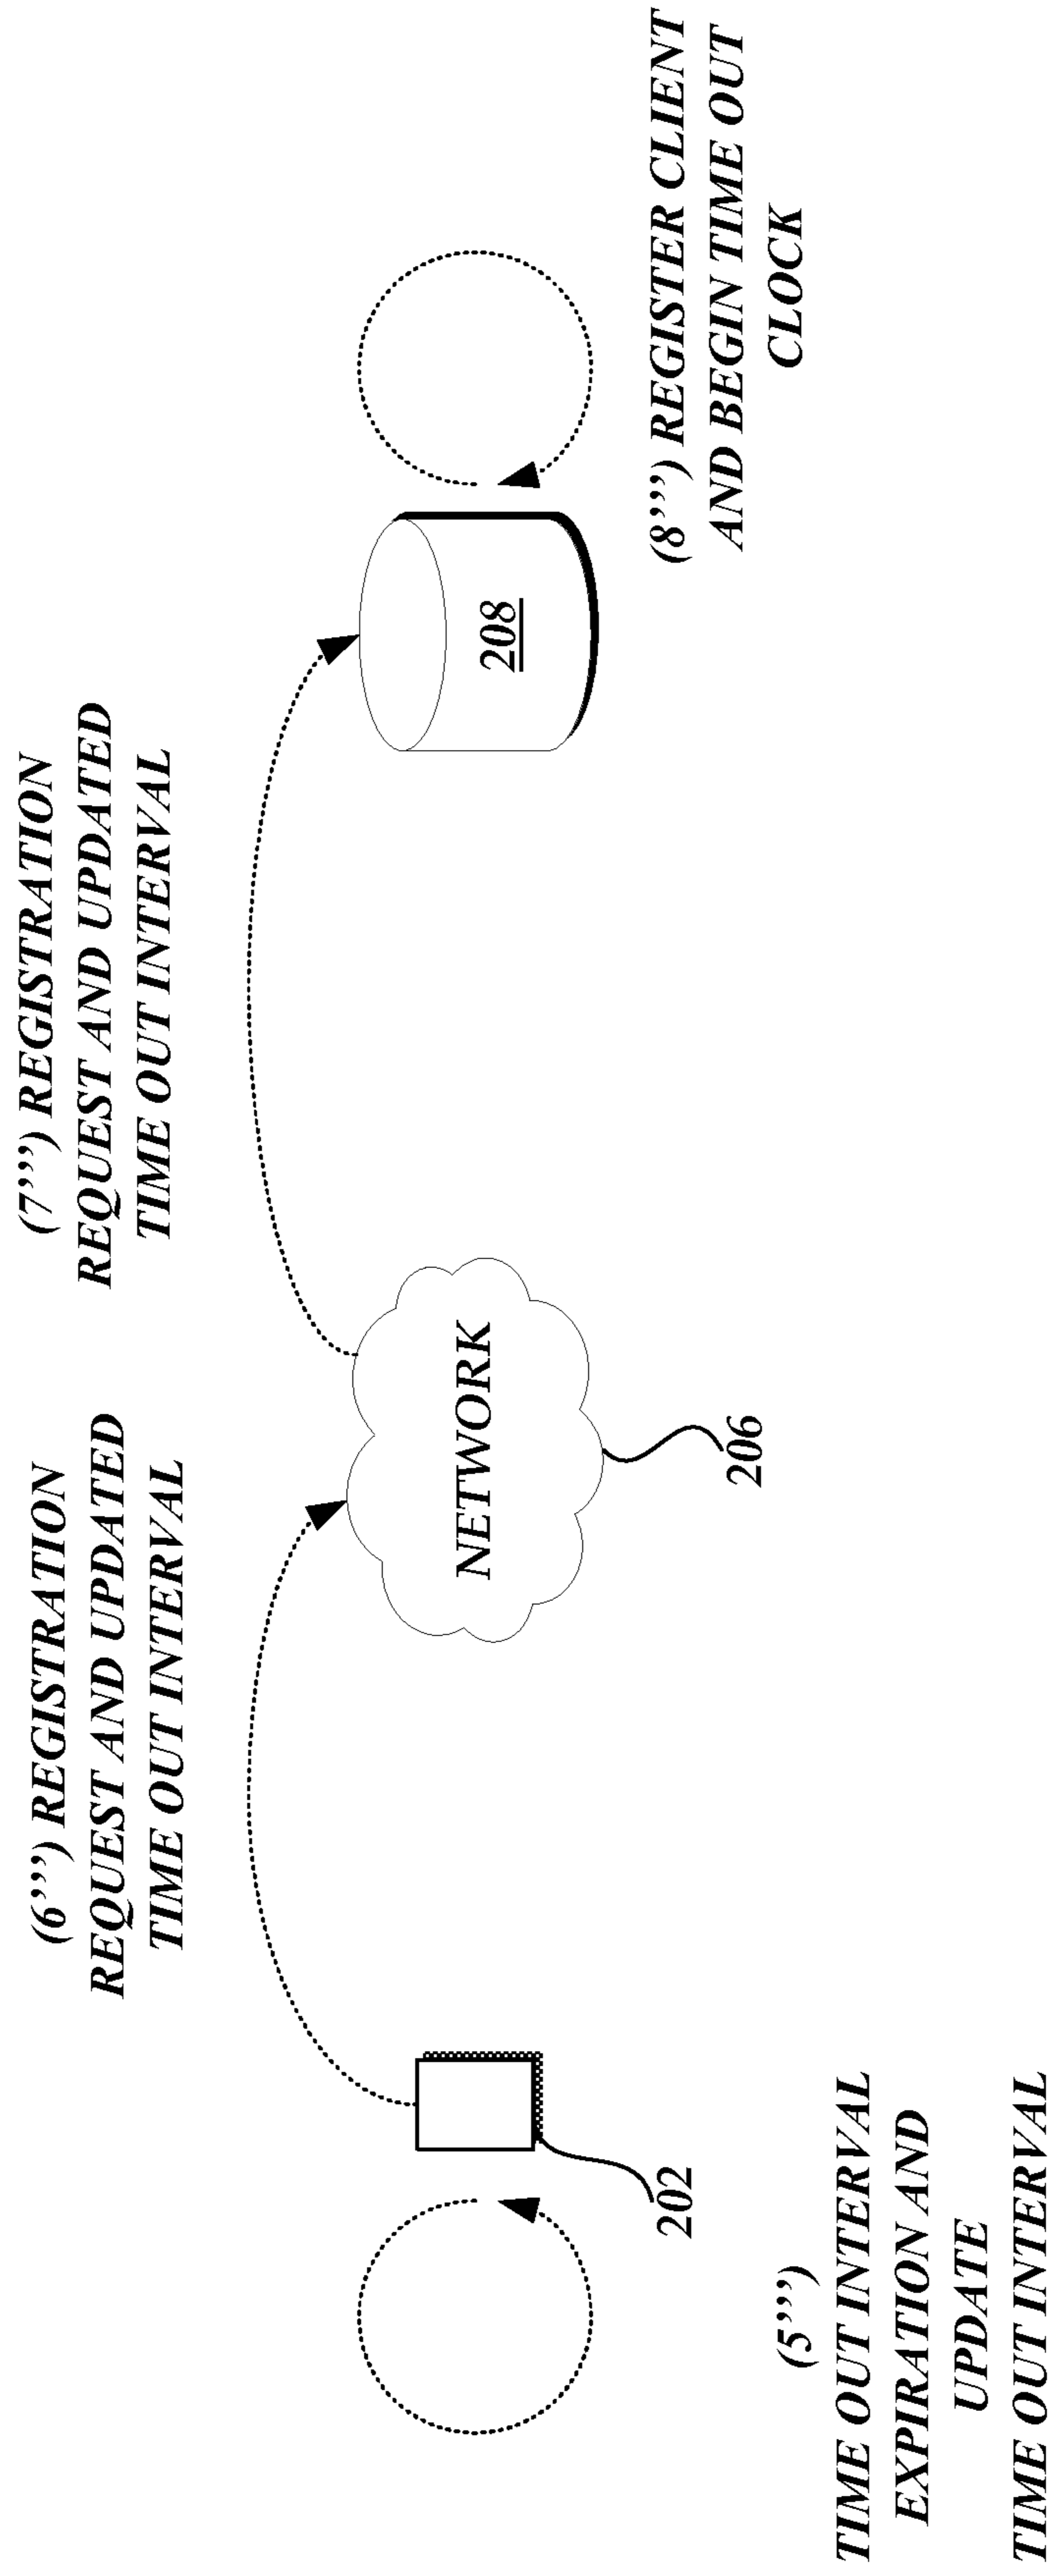 (5’’’)
TIME OUT INTERVAL
EXPIRATION AND
UPDATE
TIME OUT INTERVAL
202
(6’’’) REGISTRATION
REQUEST AND UPDATED
TIME OUT INTERVAL
NETWORK
206
(7’’’) REGISTRATION
REQUEST AND UPDATED
TIME OUT INTERVAL
208
(8’’’) REGISTER CLIENT
AND BEGIN TIME OUT
CLOCK